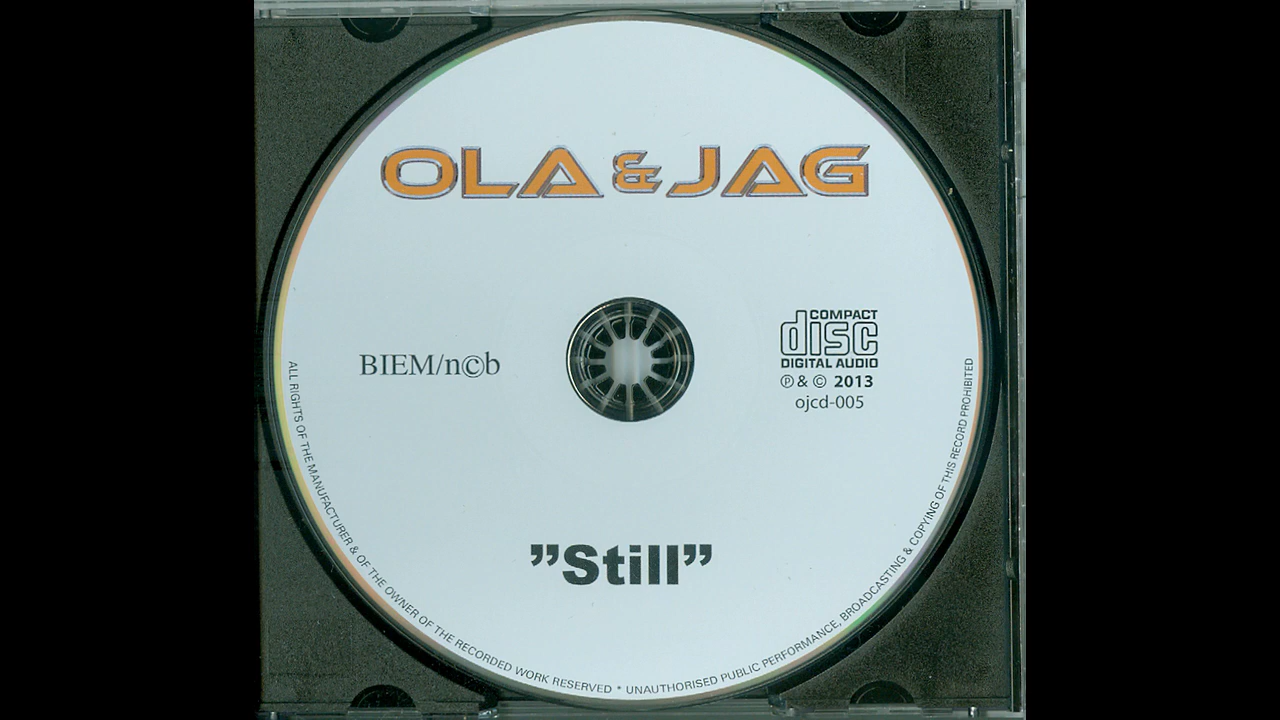 OLA & JAG
BIEM/n©b
COMPACT
disc
DIGITAL AUDIO
℗ & © 2013
ojcd-005
”Still”
ALL RIGHTS OF THE MANUFACTURER & OF THE OWNER OF THE RECORDED WORK RESERVED * UNAUTHORISED PUBLIC PERFORMANCE, BROADCASTING & COPYING OF THIS RECORD PROHIBITED